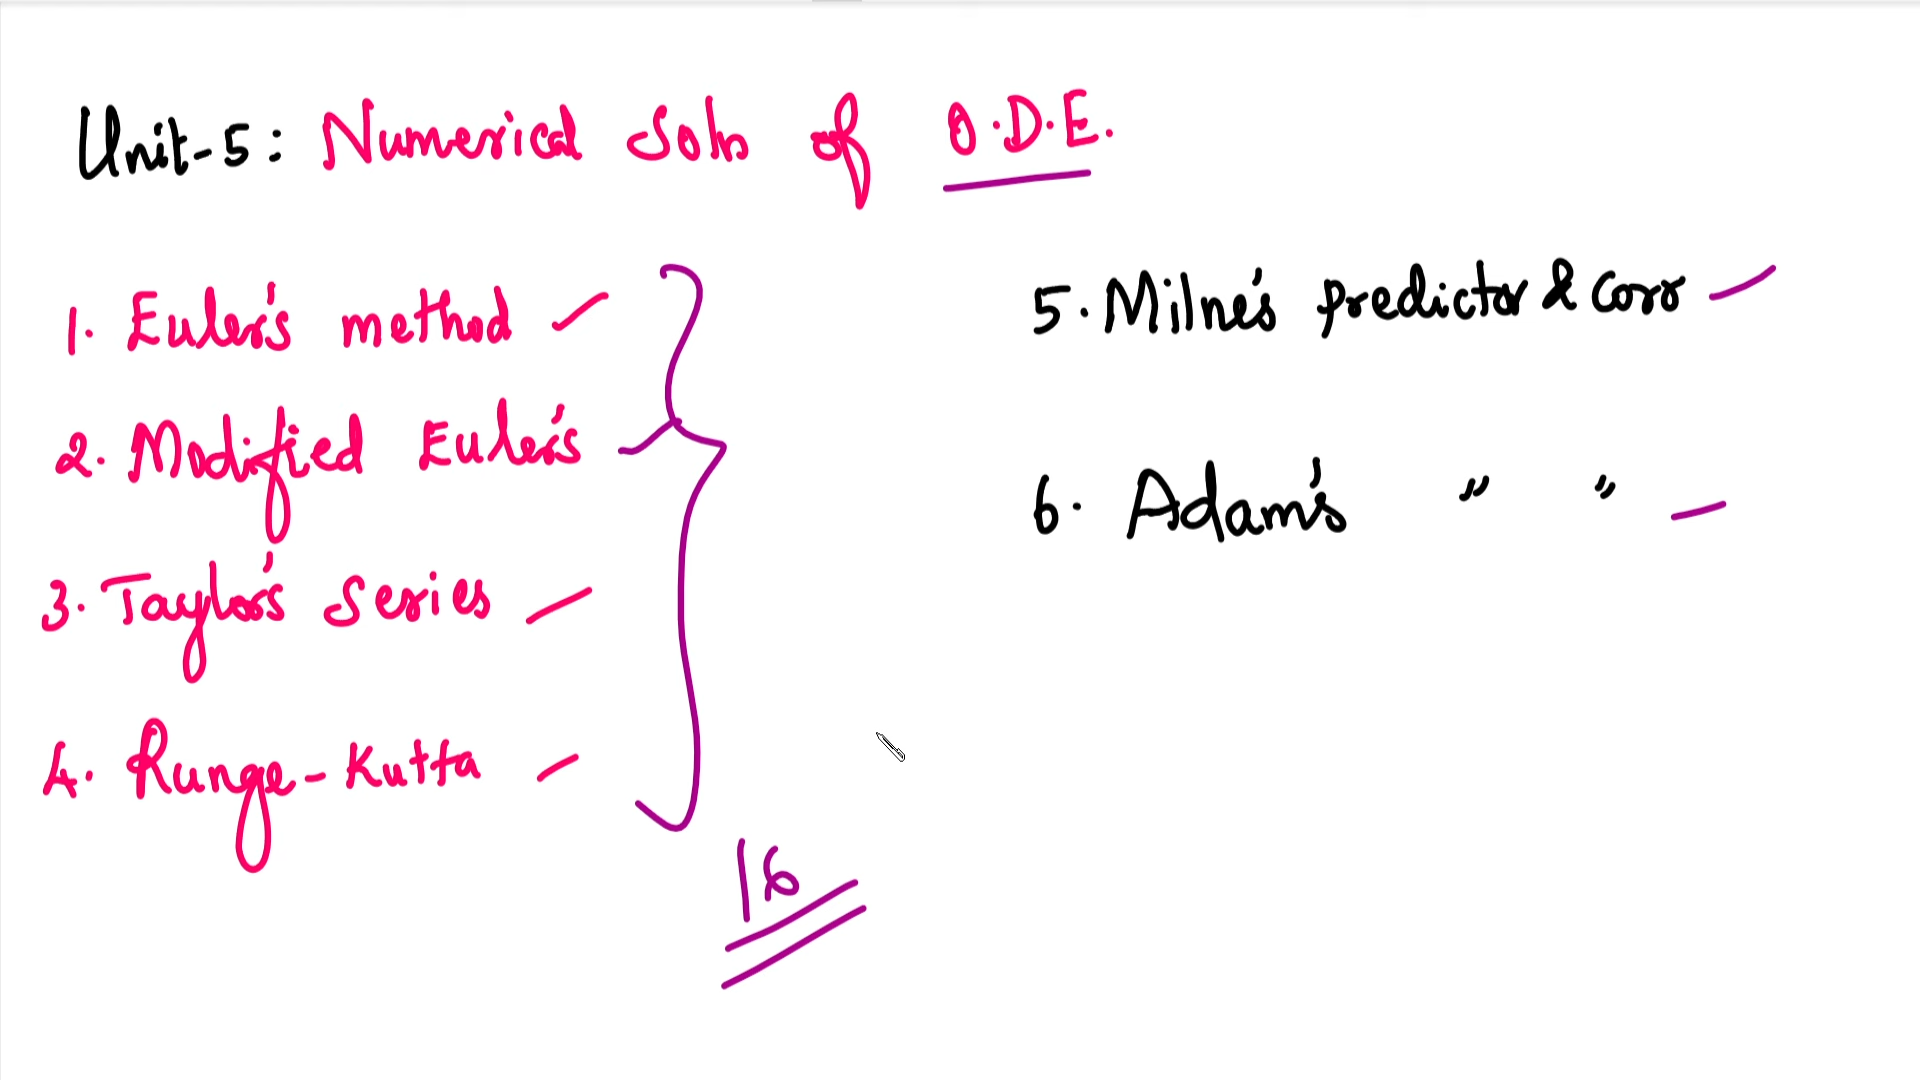 Unit-5: Numerical Soln of O.D.E.
1. Euler's method
2. Modified Euler's
3. Taylor's Series
4. Runge-Kutta
16
5. Milne's predictor & Corr
6. Adam's " "